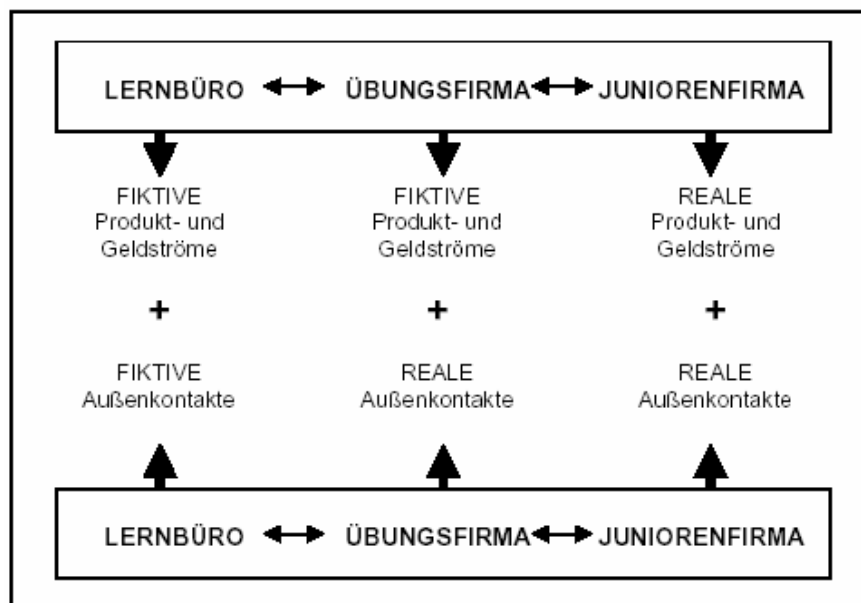 LERNBÜRO ÜBUNGSFIRMA JUNIORENFIRMA
FIKTIVE FIKTIVE REALE
Produkt- und Produkt- und Produkt- und
Geldströme Geldströme Geldströme
+ + +
FIKTIVE REALE REALE
Außenkontakte Außenkontakte Außenkontakte
LERNBÜRO ÜBUNGSFIRMA JUNIORENFIRMA